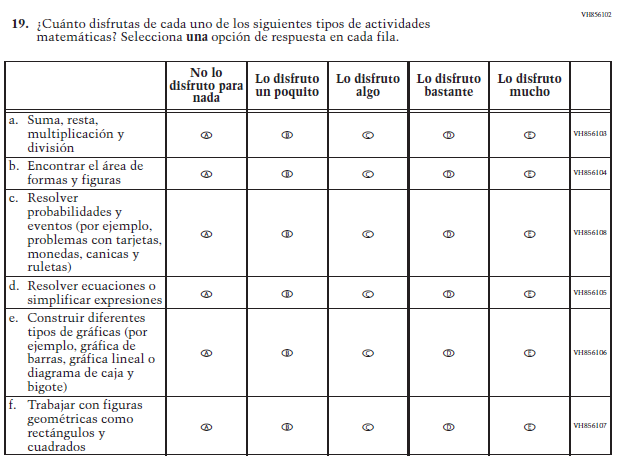 VH856102
19. ¿Cuánto disfrutas de cada uno de los siguientes tipos de actividades
matemáticas? Selecciona una opción de respuesta en cada fila.
No lo disfruto para nada | Lo disfruto un poquito | Lo disfruto algo | Lo disfruto bastante | Lo disfruto mucho
a. Suma, resta,
multiplicación y
división
A B C D E VH856103
b. Encontrar el área de
formas y figuras
A B C D E VH856104
c. Resolver
probabilidades y
eventos (por ejemplo,
problemas con tarjetas,
monedas, canicas y
ruletas)
A B C D E VH856108
d. Resolver ecuaciones o
simplificar expresiones
A B C D E VH856105
e. Construir diferentes
tipos de gráficas (por
ejemplo, gráfica de
barras, gráfica lineal o
diagrama de caja y
bigote)
A B C D E VH856106
f. Trabajar con figuras
geométricas como
rectángulos y
cuadrados
A B C D E VH856107